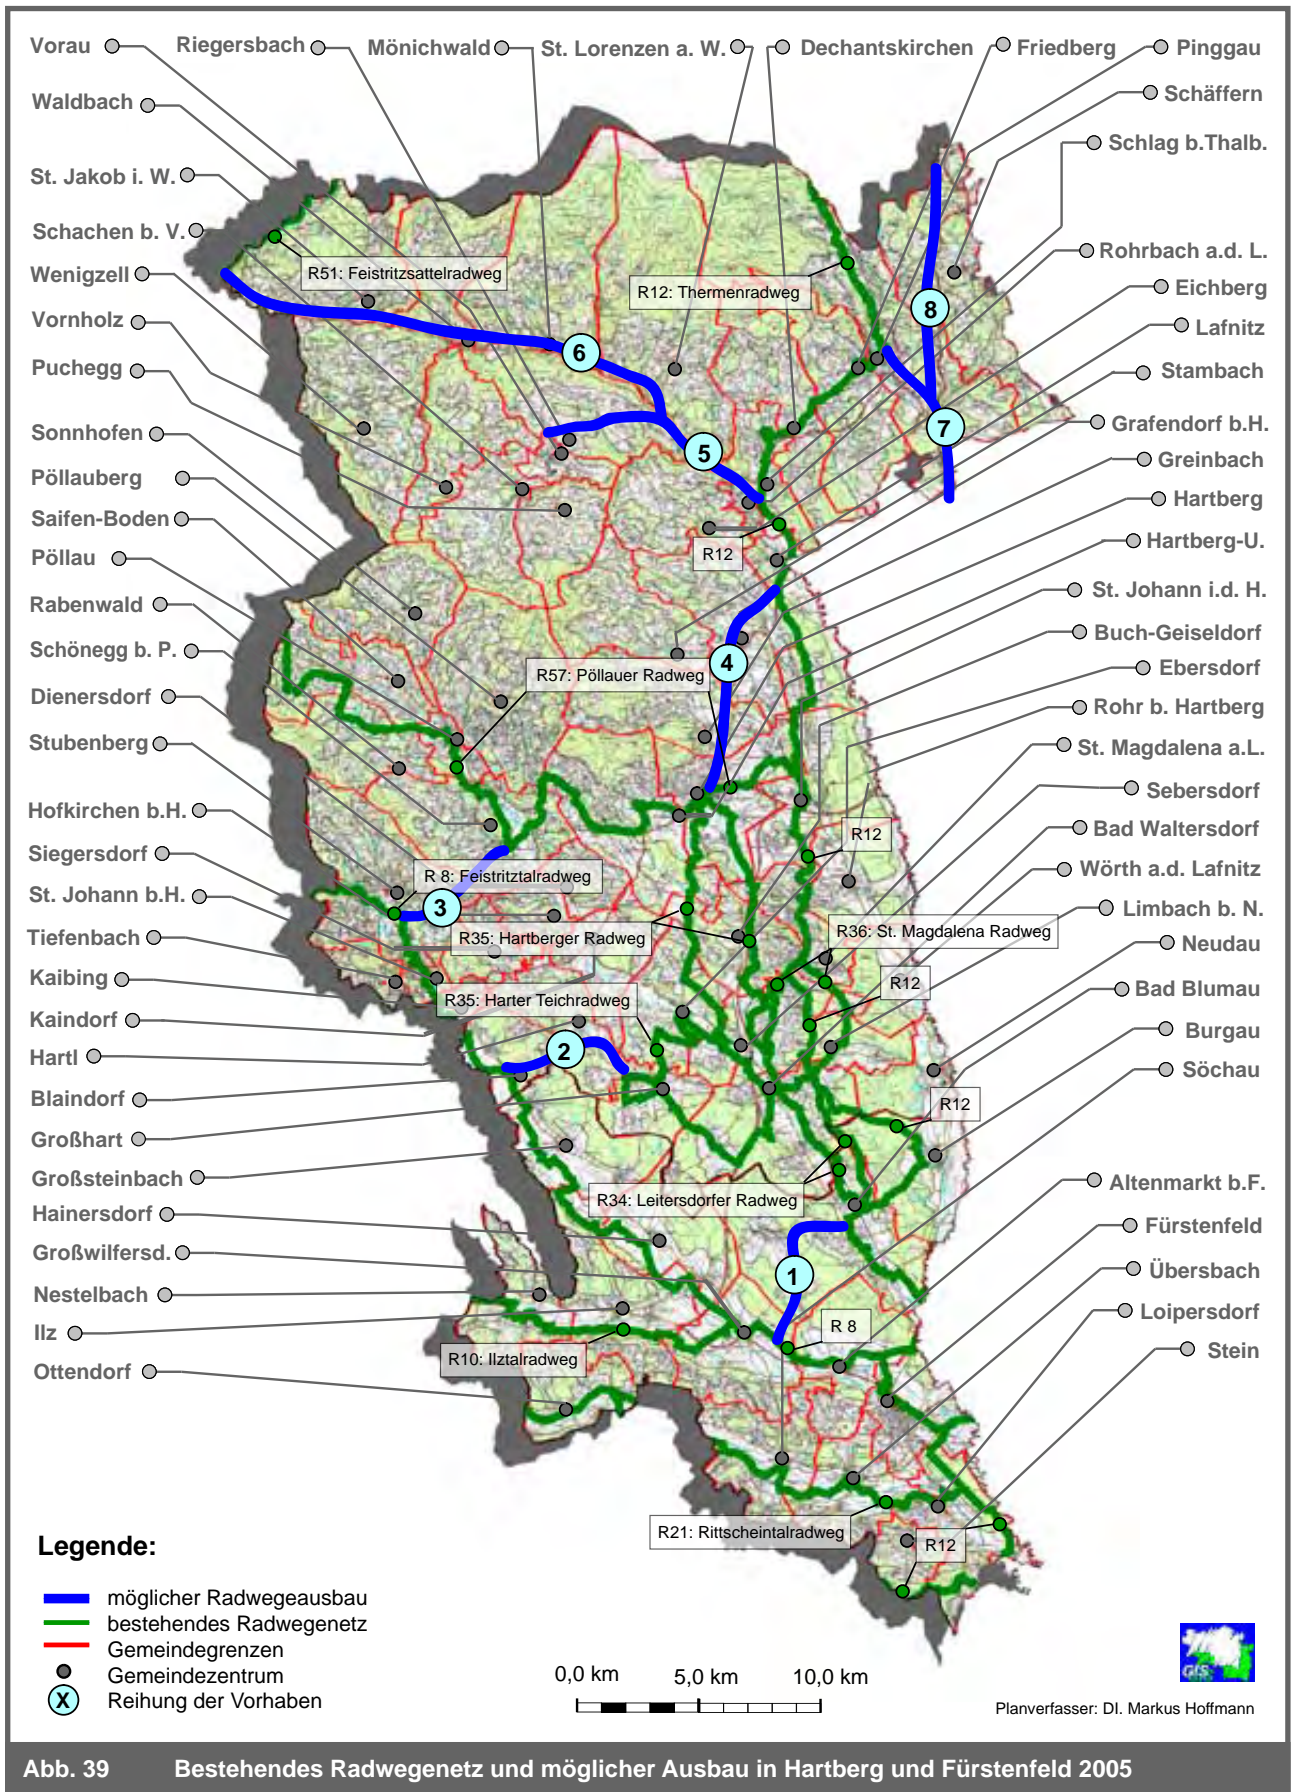 Vorau
Riegersbach
Mönichwald
St. Lorenzen a. W.
Dechantskirchen
Friedberg
Pinggau
Waldbach
Schäffern
Schlag b.Thalb.
St. Jakob i. W.
Schachen b. V.
Rohrbach a.d. L.
Wenigzell
Eichberg
Vornholz
Lafnitz
Puchegg
Stambach
Sonnhofen
Grafendorf b.H.
Greinbach
Pöllauberg
Hartberg
Saifen-Boden
Hartberg-U.
Pöllau
St. Johann i.d. H.
Rabenwald
Buch-Geiseldorf
Schönegg b. P.
Ebersdorf
Dienersdorf
Rohr b. Hartberg
Stubenberg
St. Magdalena a.L.
Hofkirchen b.H.
Sebersdorf
Siegersdorf
Bad Waltersdorf
St. Johann b.H.
Wörth a.d. Lafnitz
Tiefenbach
Limbach b. N.
Kaibing
Neudau
Kaindorf
Bad Blumau
Hartl
Burgau
Blaindorf
Söchau
Großhart
Großsteinbach
Altenmarkt b.F.
Hainersdorf
Fürstenfeld
Großwilfersd.
Übersbach
Nestelbach
Loipersdorf
Ilz
Stein
Ottendorf
R51: Feistritzsattelradweg
R12: Thermenradweg
8
6
7
5
R12
4
R57: Pöllauer Radweg
R12
R 8: Feistritztalradweg
3
R35: Hartberger Radweg
R36: St. Magdalena Radweg
R12
R35: Harter Teichradweg
2
R12
R34: Leitersdorfer Radweg
1
R 8
R10: Ilztalradweg
R21: Rittscheintalradweg
R12
Legende:
möglicher Radwegeausbau
bestehendes Radwegenetz
Gemeindegrenzen
Gemeindezentrum
X Reihung der Vorhaben
0,0 km 5,0 km 10,0 km
GIS
Planverfasser: DI. Markus Hoffmann
Abb. 39 Bestehendes Radwegenetz und möglicher Ausbau in Hartberg und Fürstenfeld 2005